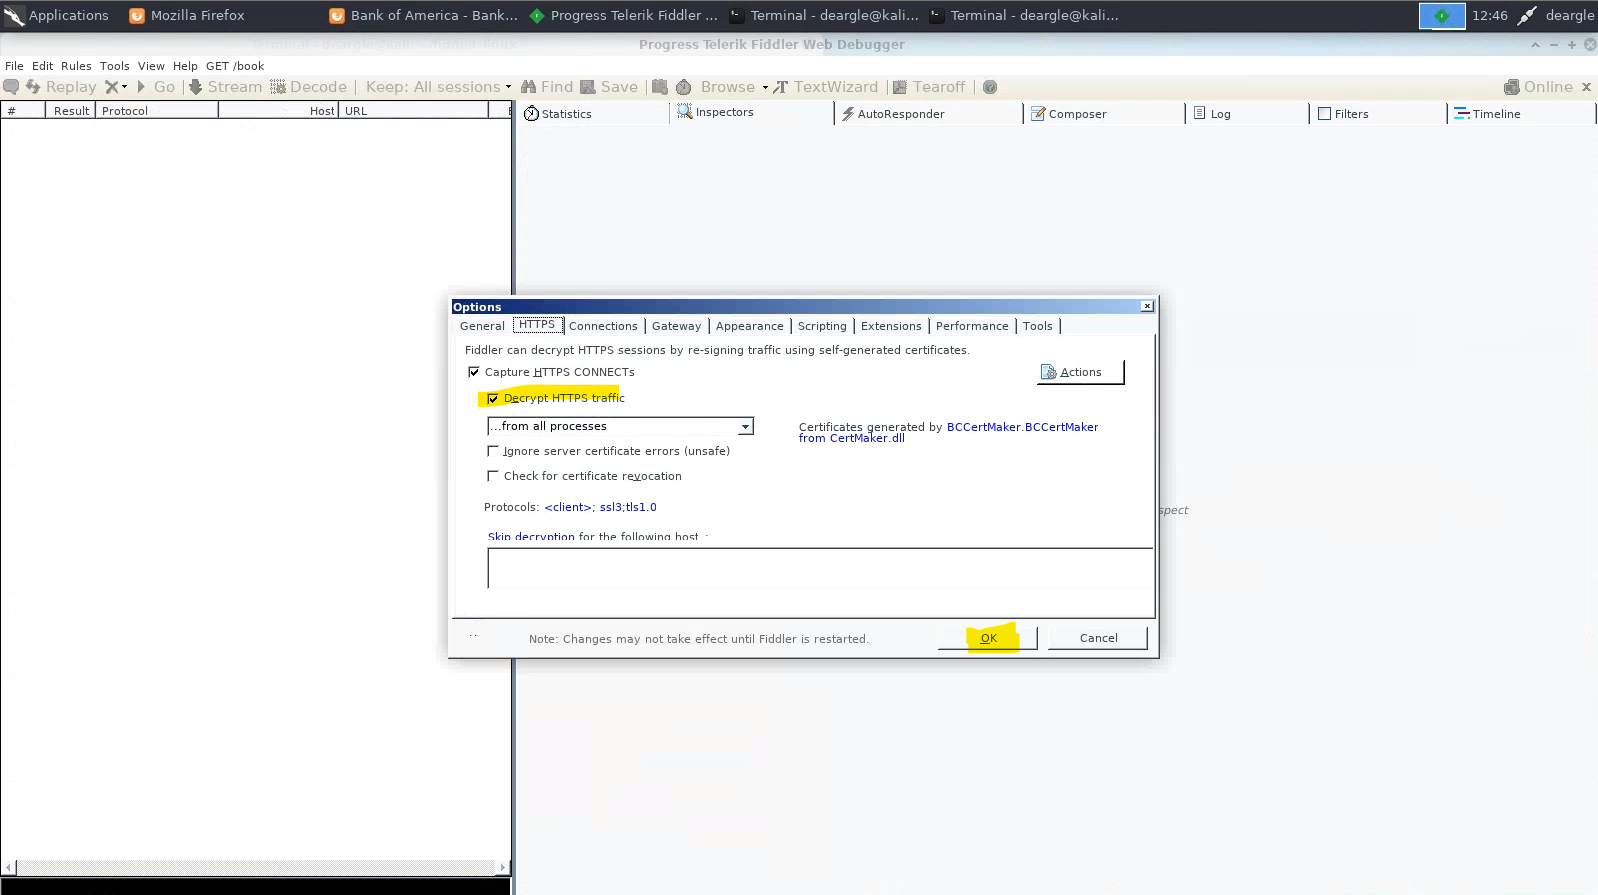 Applications Mozilla Firefox Bank of America - Bank... Progress Telerik Fiddler ... Terminal - deargle@kali... Terminal - deargle@kali... 12:46 deargle
Progress Telerik Fiddler Web Debugger
File Edit Rules Tools View Help GET /book
Replay Go Stream Decode Keep: All sessions Find Save Browse TextWizard Tearoff Online
# Result Protocol Host URL
Statistics Inspectors AutoResponder Composer Log Filters Timeline
Options
General HTTPS Connections Gateway Appearance Scripting Extensions Performance Tools
Fiddler can decrypt HTTPS sessions by re-signing traffic using self-generated certificates.
Capture HTTPS CONNECTs
Actions
Decrypt HTTPS traffic
...from all processes
Certificates generated by BCCertMaker.BCCertMaker
from CertMaker.dll
Ignore server certificate errors (unsafe)
Check for certificate revocation
Protocols: <client>; ssl3;tls1.0
spect
Skip decryption for the following host :
Note: Changes may not take effect until Fiddler is restarted.
OK
Cancel